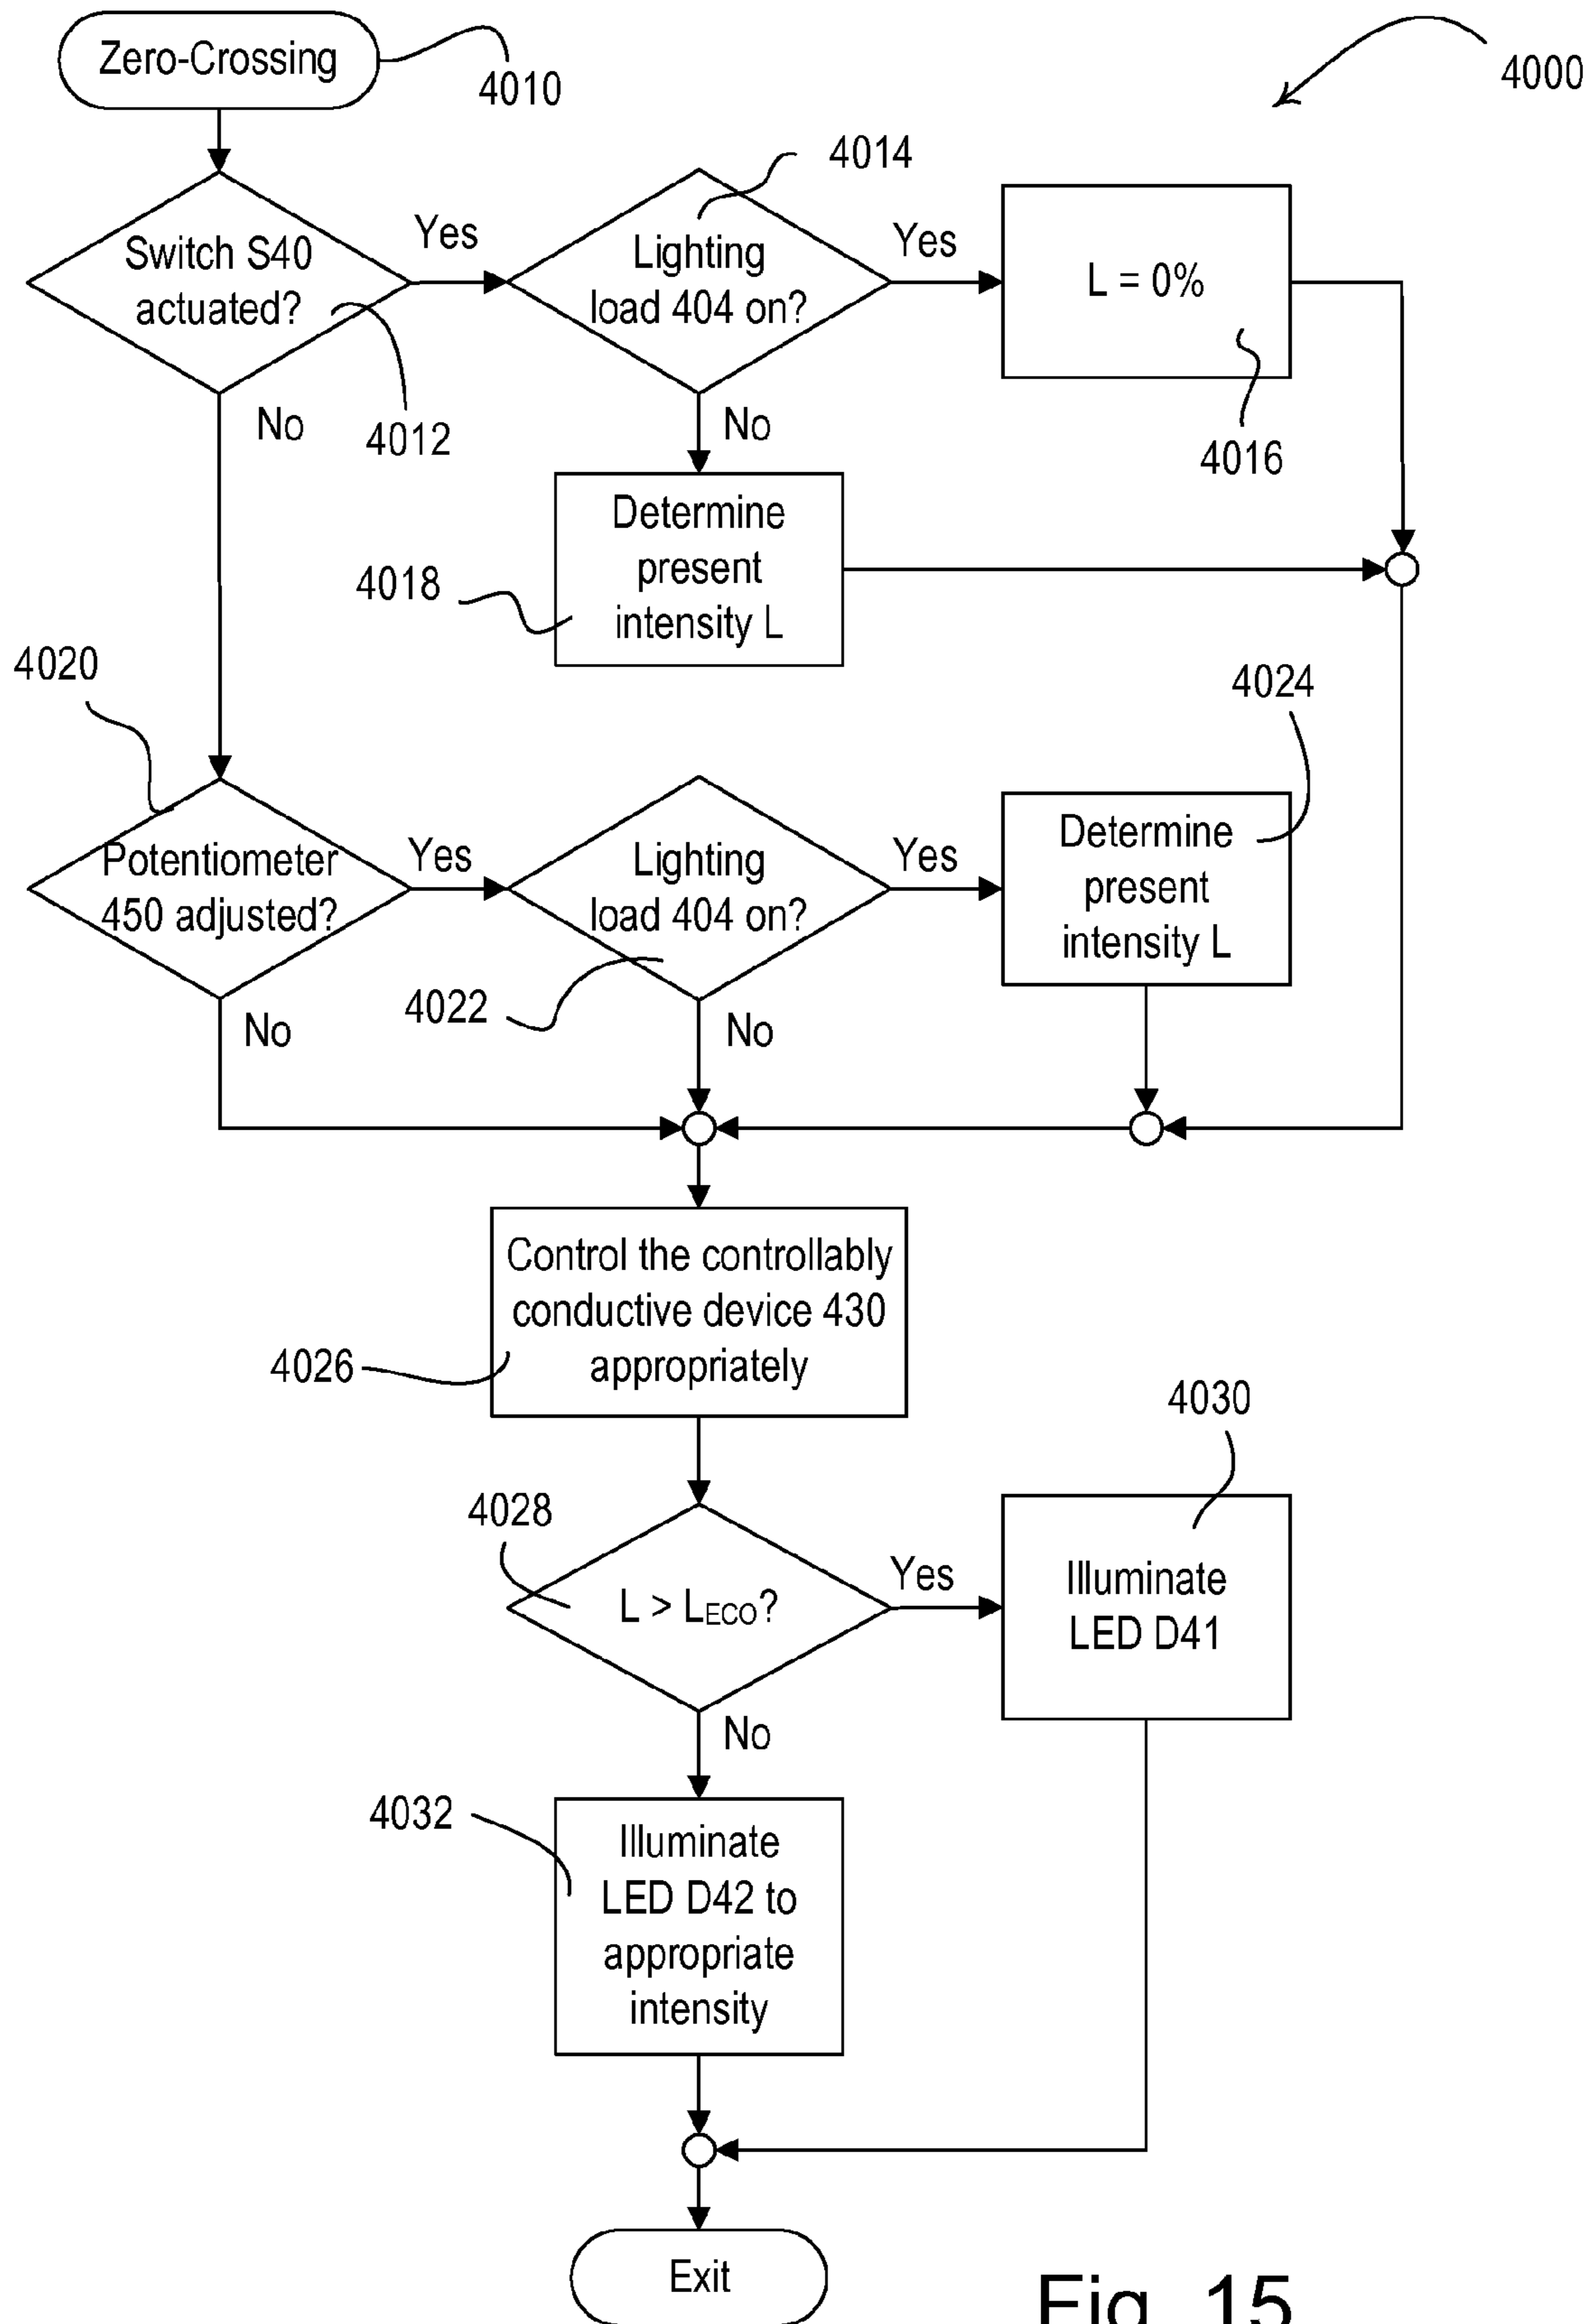 Zero-Crossing
4010
4000
4014
Switch S40
actuated?
Yes
Lighting
load 404 on?
Yes
L = 0%
4012
No
No
4016
Determine
present
intensity L
4018
4020
4024
Potentiometer
450 adjusted?
Yes
Lighting
load 404 on?
Yes
Determine
present
intensity L
4022
No
No
Control the controllably
conductive device 430
appropriately
4026
4030
4028
L > LECO?
Yes
Illuminate
LED D41
No
4032
Illuminate
LED D42 to
appropriate
intensity
Exit
Fig. 15